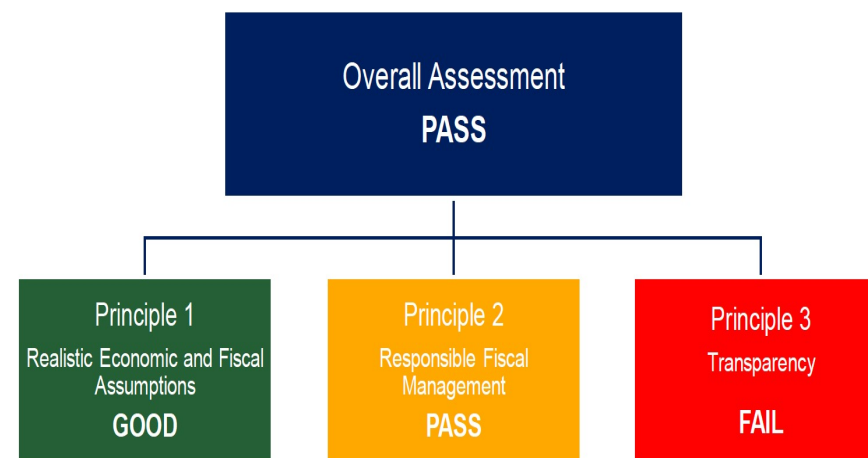 Overall Assessment
PASS
Principle 1
Realistic Economic and Fiscal
Assumptions
GOOD
Principle 2
Responsible Fiscal
Management
PASS
Principle 3
Transparency
FAIL